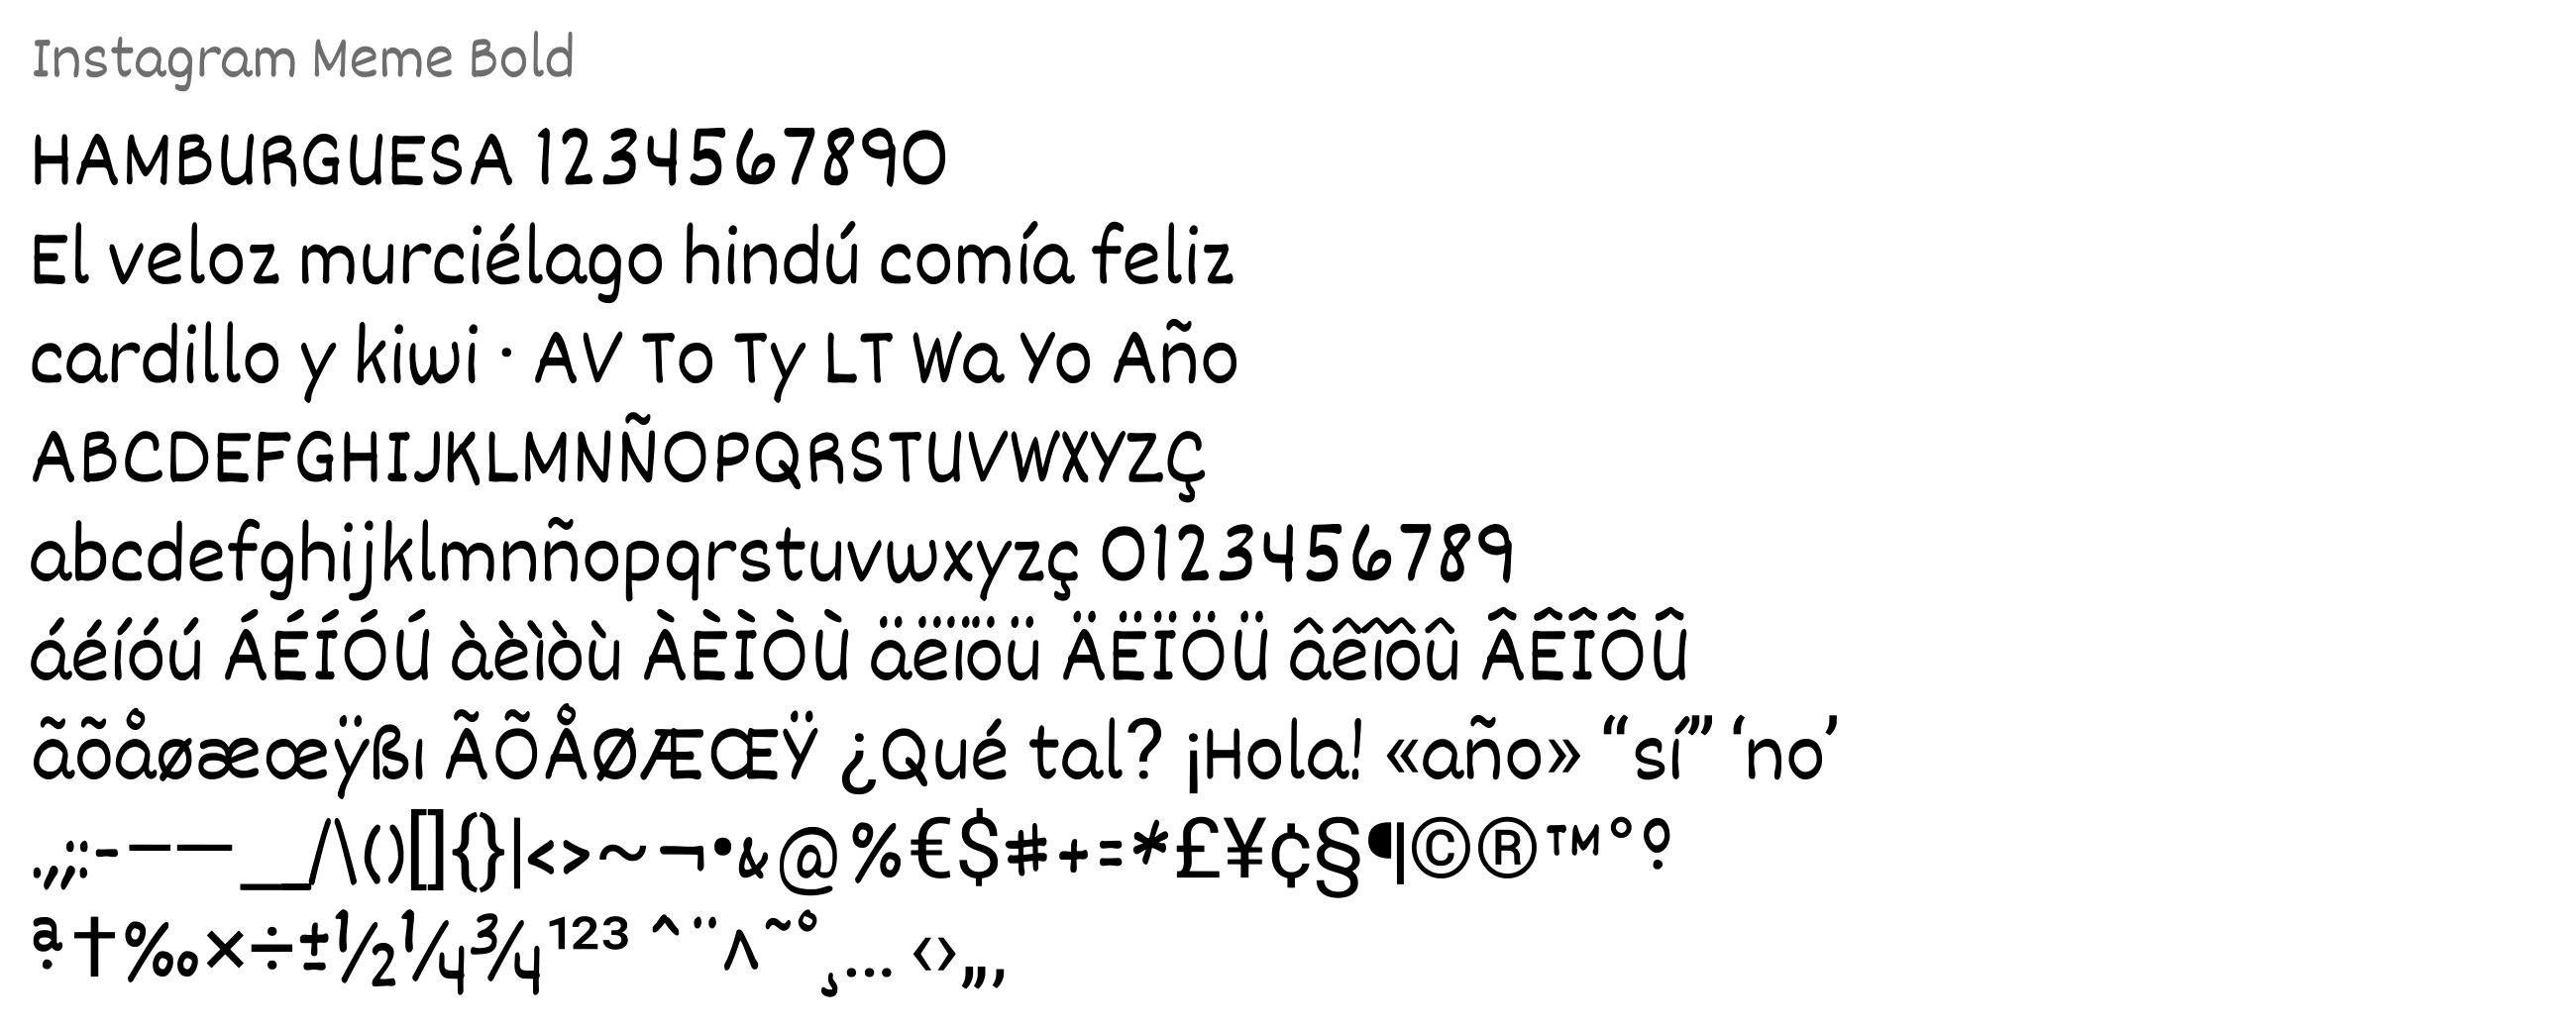 Instagram Meme Bold
HAMBURGUESA 1234567890
El veloz murciélago hindú comía feliz
cardillo y kiwi · AV To Ty LT Wa Yo Año
ABCDEFGHIJKLMNÑOPQRSTUVWXYZÇ
abcdefghijklmnñopqrstuvwxyzç 0123456789
áéíóú ÁÉÍÓÚ àèìòù ÀÈÌÒÙ äëïöü ÄËÏÖÜ âêîôû ÂÊÎÔÛ
ãõåøæœÿßı ÃÕÅØÆŒŸ ¿Qué tal? ¡Hola! «año» “sí” ‘no’
.,;:-–—__/\()[]{}|<>~¬•&@%€$#+=*£¥¢§¶©®™°º
ª†‰×÷±½¼¾¹²³ ˆ¨^˜˚¸… ‹›„‚